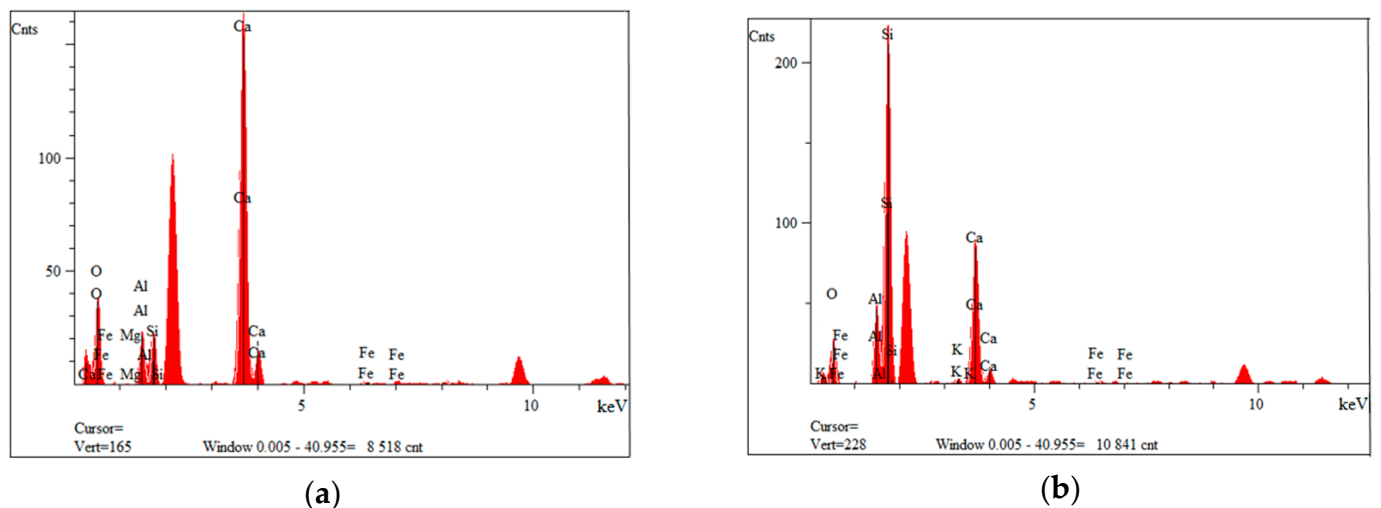 Cnts
Ca
100
Ca
50
O
O
Al
Al
Fe Mg Si
Ca
Fe Al
Ca
Fe Fe
Ca Fe Mg Si
Fe Fe
5
10
keV
Cursor=
Vert=165 Window 0.005 - 40.955= 8 518 cnt
(a)
Cnts
Si
200
Si
100
Ca
O
Al
Ca
Fe
Al
Ca
Fe
Si
K
Fe Fe
K Fe
Al
K
K
Ca
Fe Fe
5
10
keV
Cursor=
Vert=228 Window 0.005 - 40.955= 10 841 cnt
(b)